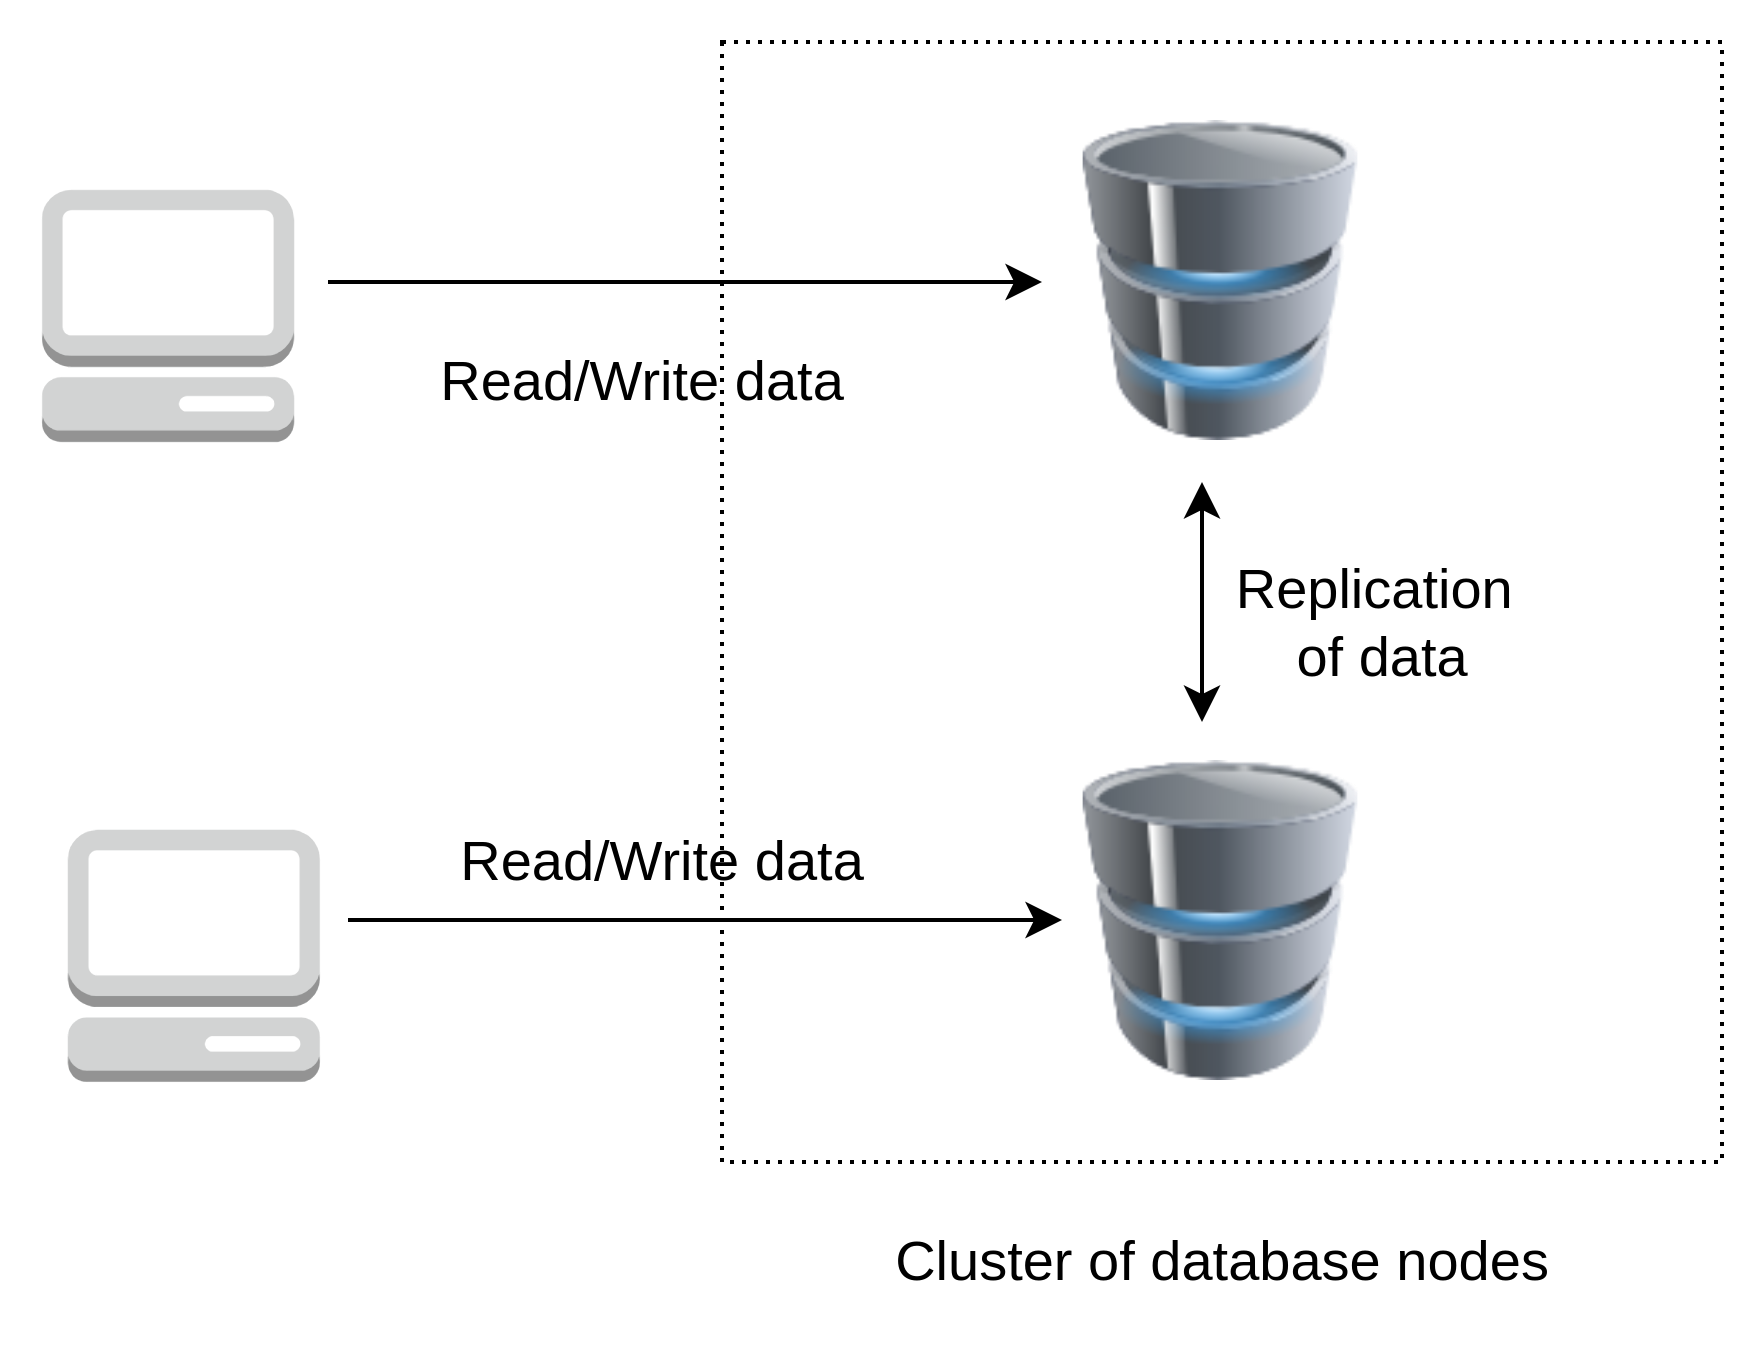 Read/Write data
Replication
of data
Read/Write data
Cluster of database nodes